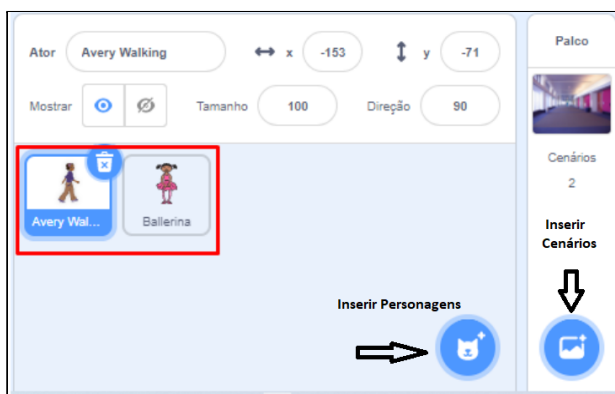 Ator Avery Walking x -153 y -71
Mostrar Tamanho 100 Direção 90
Avery Wal... Ballerina
Inserir Personagens
Palco
Cenários
2
Inserir
Cenários